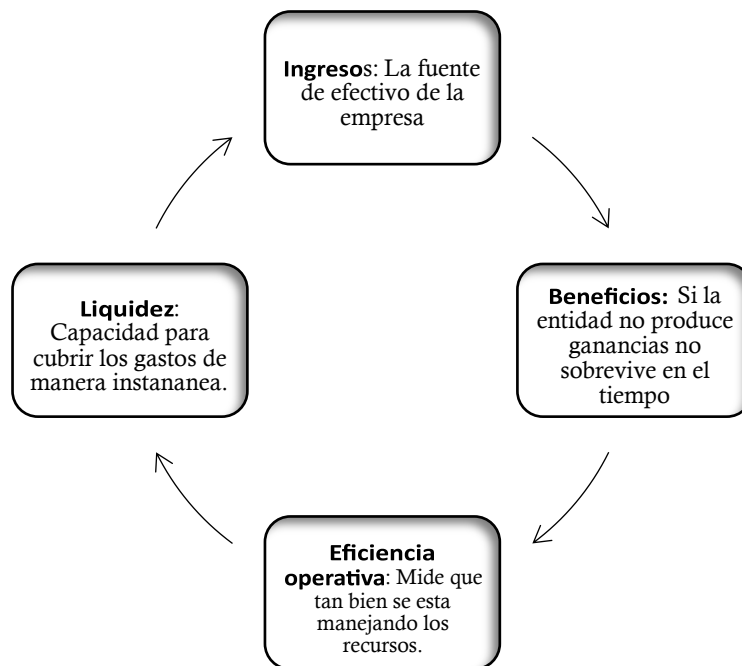 Ingresos: La fuente
de efectivo de la
empresa
Beneficios: Si la
entidad no produce
ganancias no
sobrevive en el
tiempo
Eficiencia
operativa: Mide que
tan bien se esta
manejando los
recursos.
Liquidez:
Capacidad para
cubrir los gastos de
manera instananea.